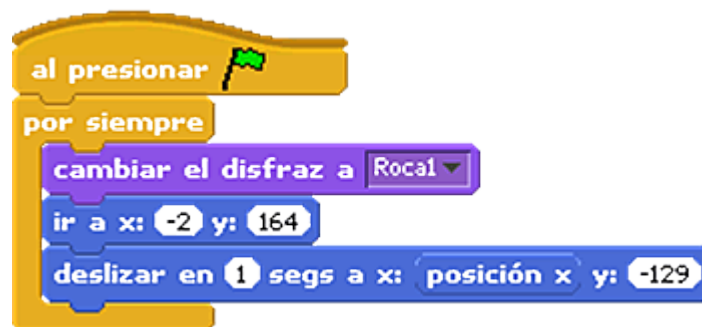 al presionar
por siempre
cambiar el disfraz a Roca1
ir a x: -2 y: 164
deslizar en 1 segs a x: posición x y: -129